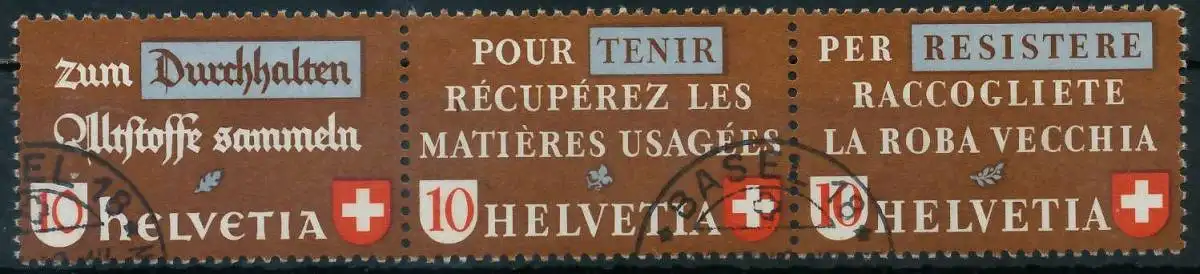 zum Durchhalten
Altstoffe sammeln
10 HELVETIA
POUR TENIR
RÉCUPÉREZ LES
MATIÈRES USAGÉES
10 HELVETIA
PER RESISTERE
RACCOGLIETE
LA ROBA VECCHIA
10 HELVETIA
BASEL 18